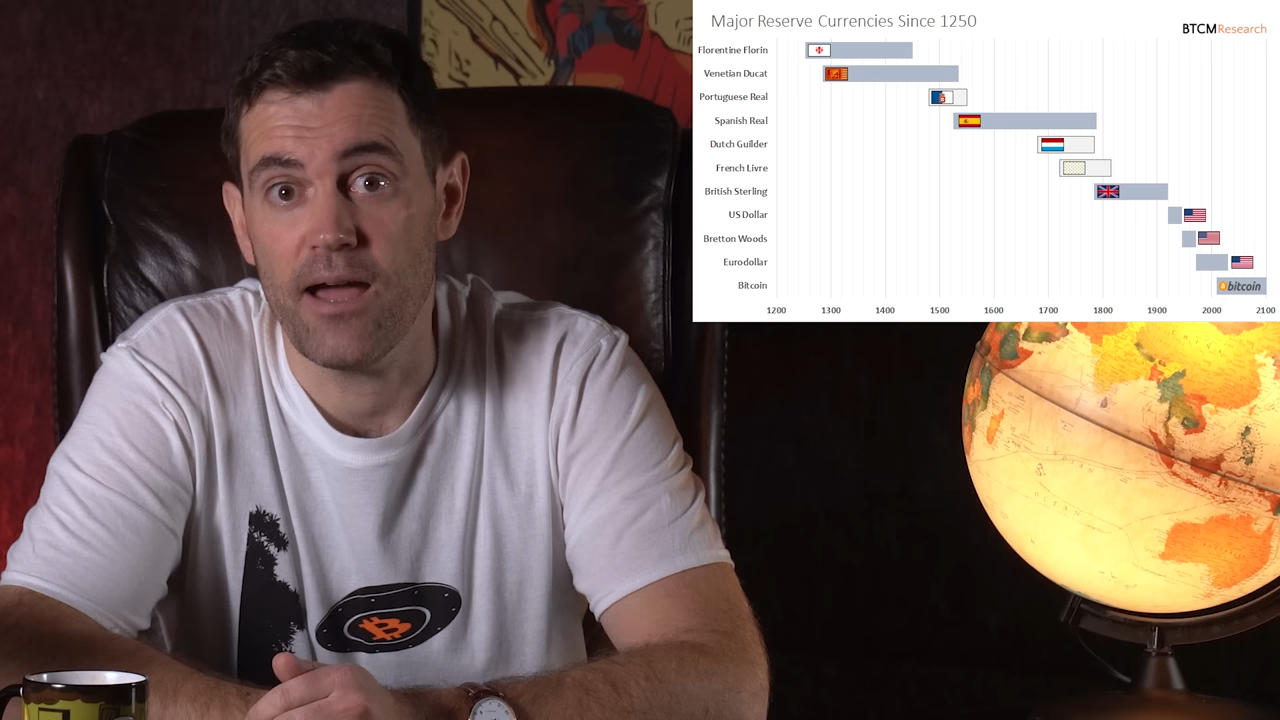 Major Reserve Currencies Since 1250
BTCMResearch
Florentine Florin
Venetian Ducat
Portuguese Real
Spanish Real
Dutch Guilder
French Livre
British Sterling
US Dollar
Bretton Woods
Eurodollar
Bitcoin
bitcoin
1200 1300 1400 1500 1600 1700 1800 1900 2000 2100